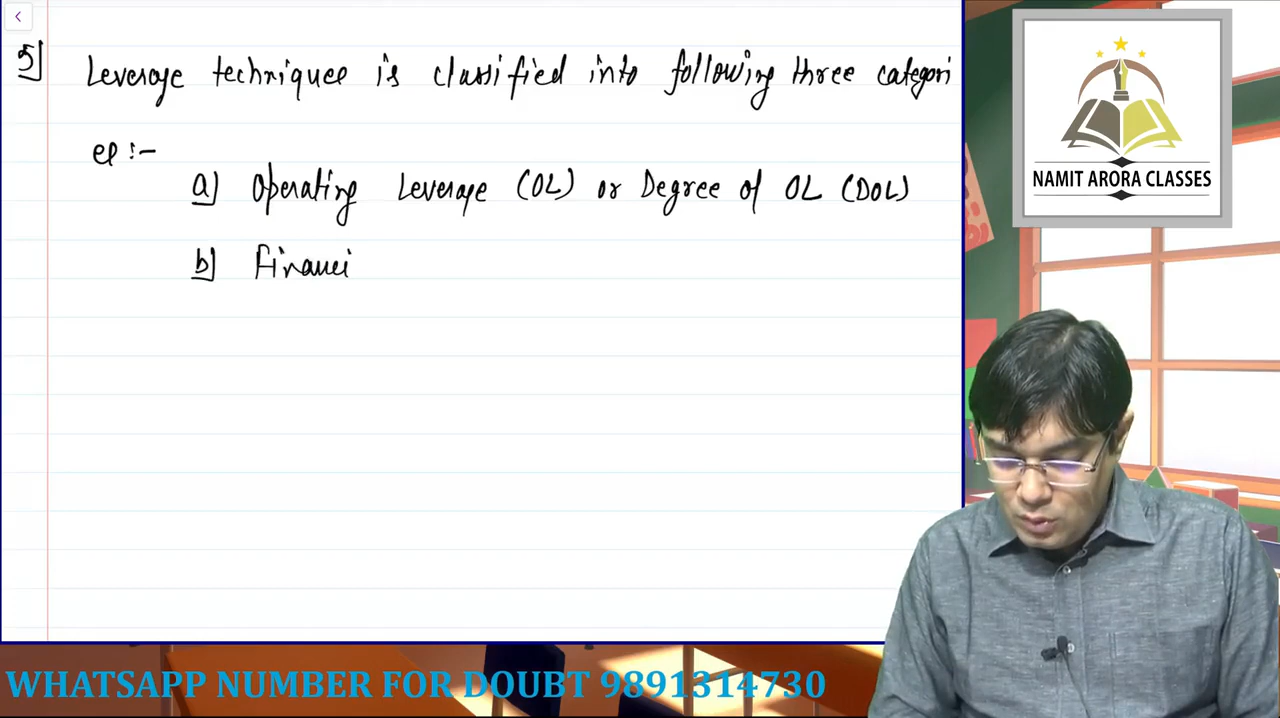 5]
Leverage techniques is classified into following three categori
es :-
a) Operating Leverage (OL) or Degree of OL (DOL)
b) Financi
NAMIT ARORA CLASSES
WHATSAPP NUMBER FOR DOUBT 9891314730